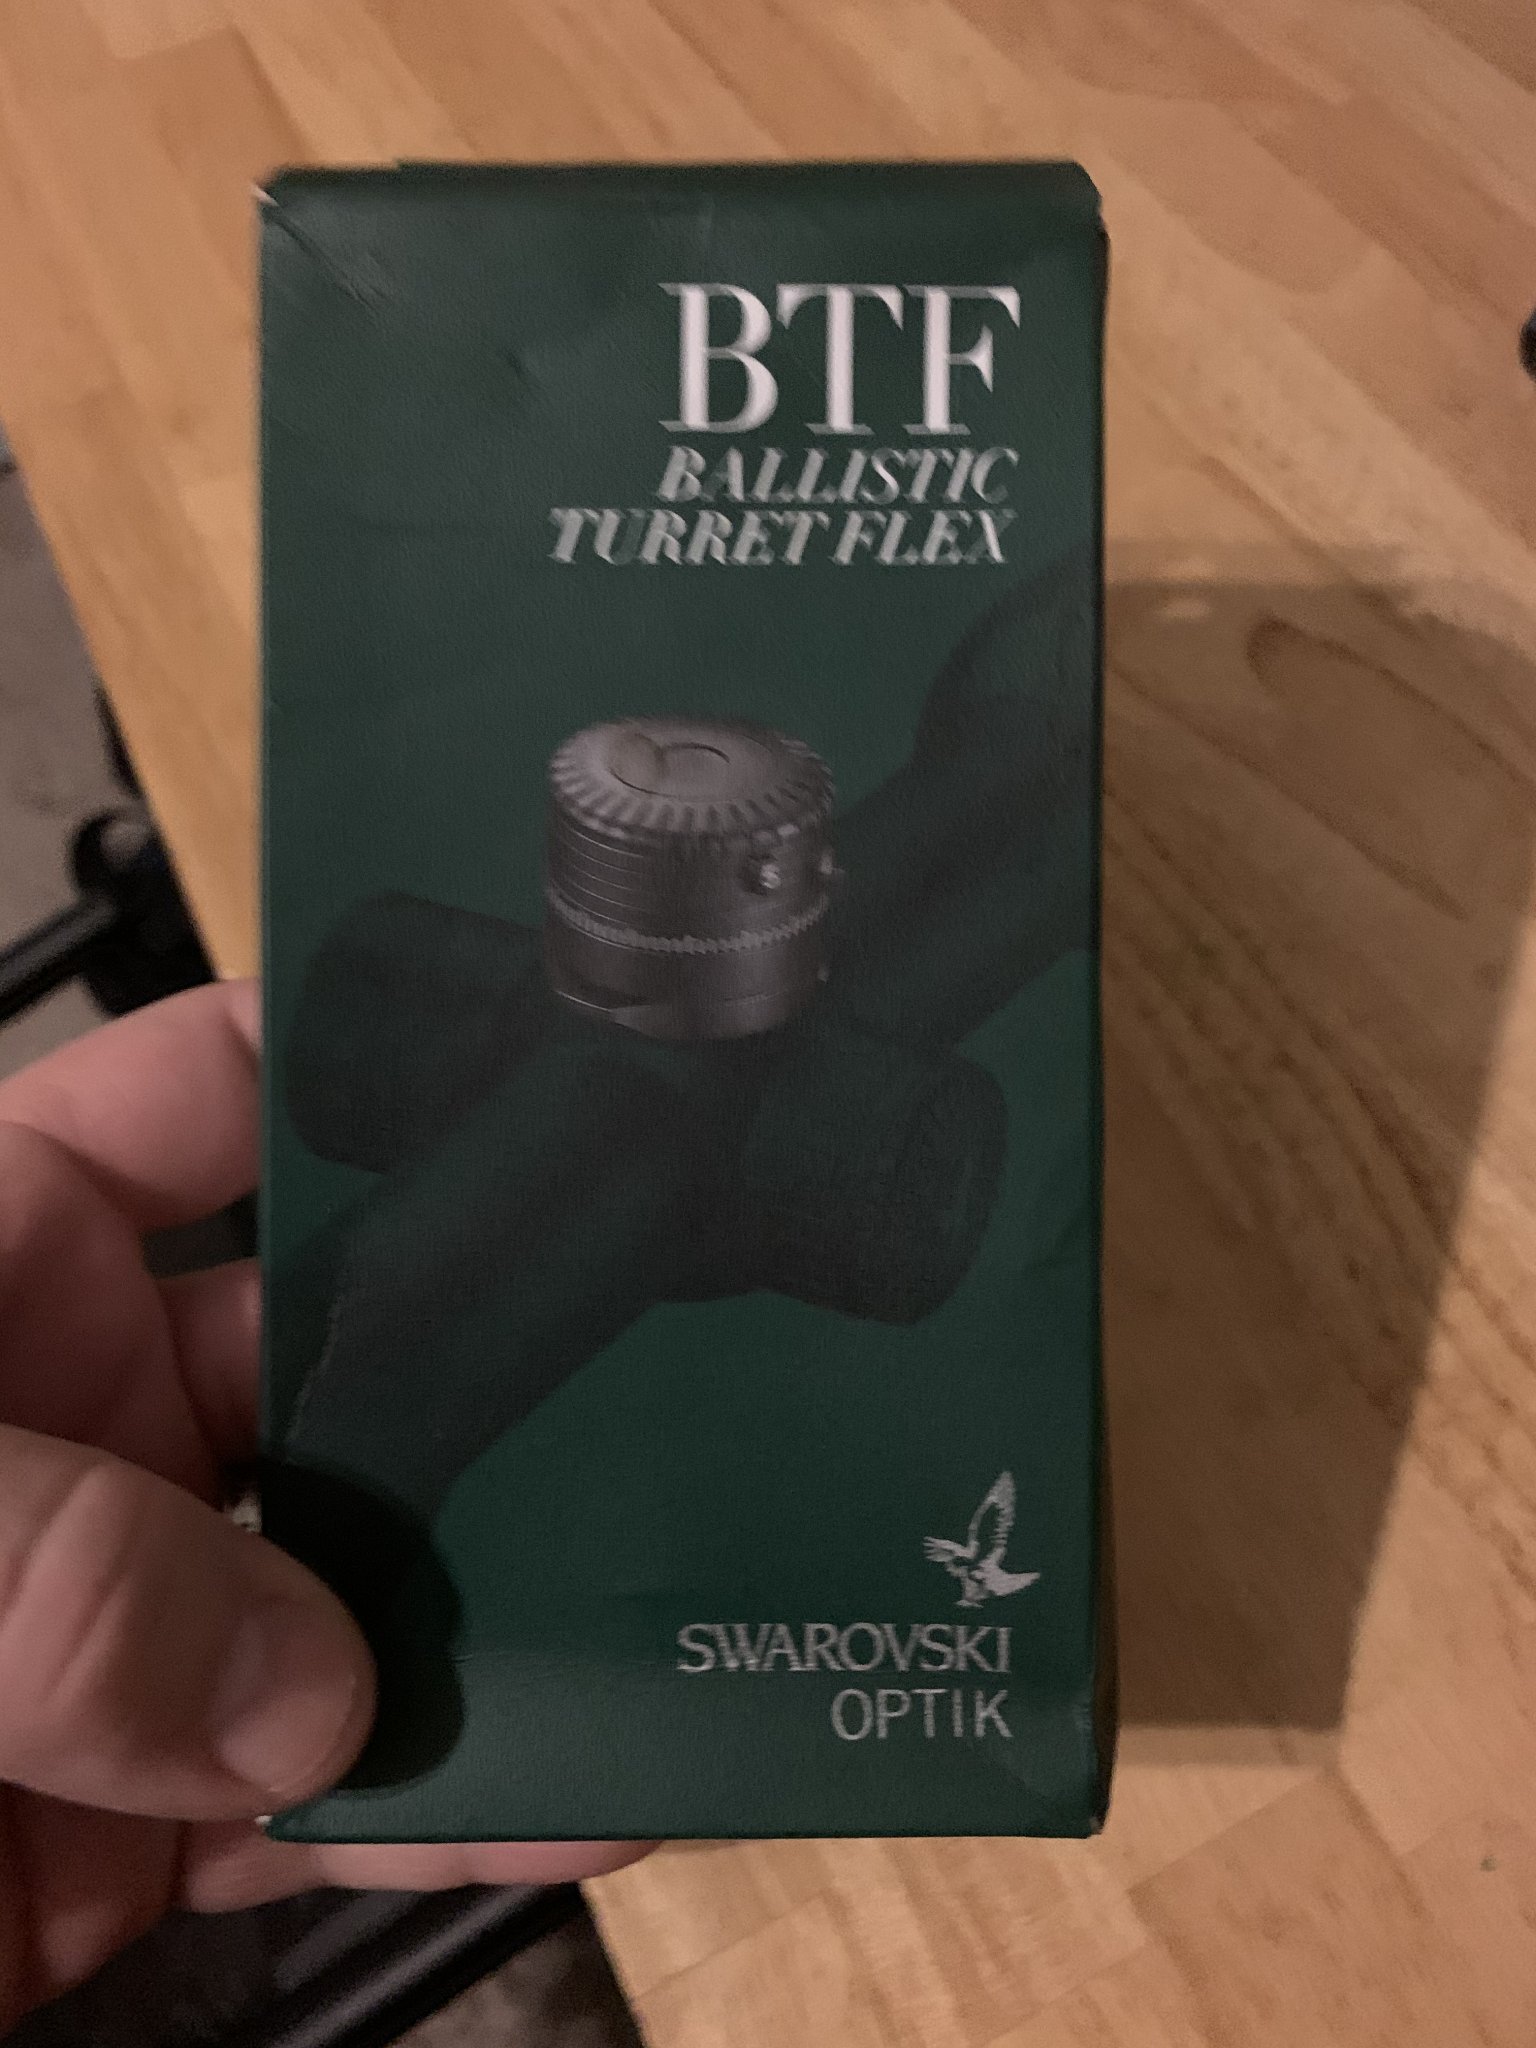 BTF
BALLISTIC
TURRET FLEX
S
SWAROVSKI
OPTIK